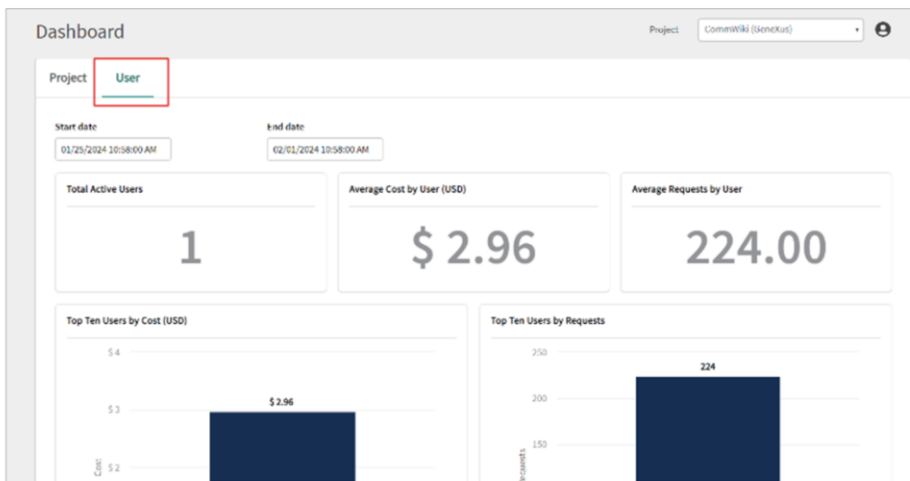 Dashboard
Project CommWiki (GeneXus)
Project User
Start date End date
01/25/2024 10:58:00 AM 02/01/2024 10:58:00 AM
Total Active Users Average Cost by User (USD) Average Requests by User
1 $ 2.96 224.00
Top Ten Users by Cost (USD) Top Ten Users by Requests
$ 4 250
224
$ 2.96
$ 3 200
150
$ 2
Cost